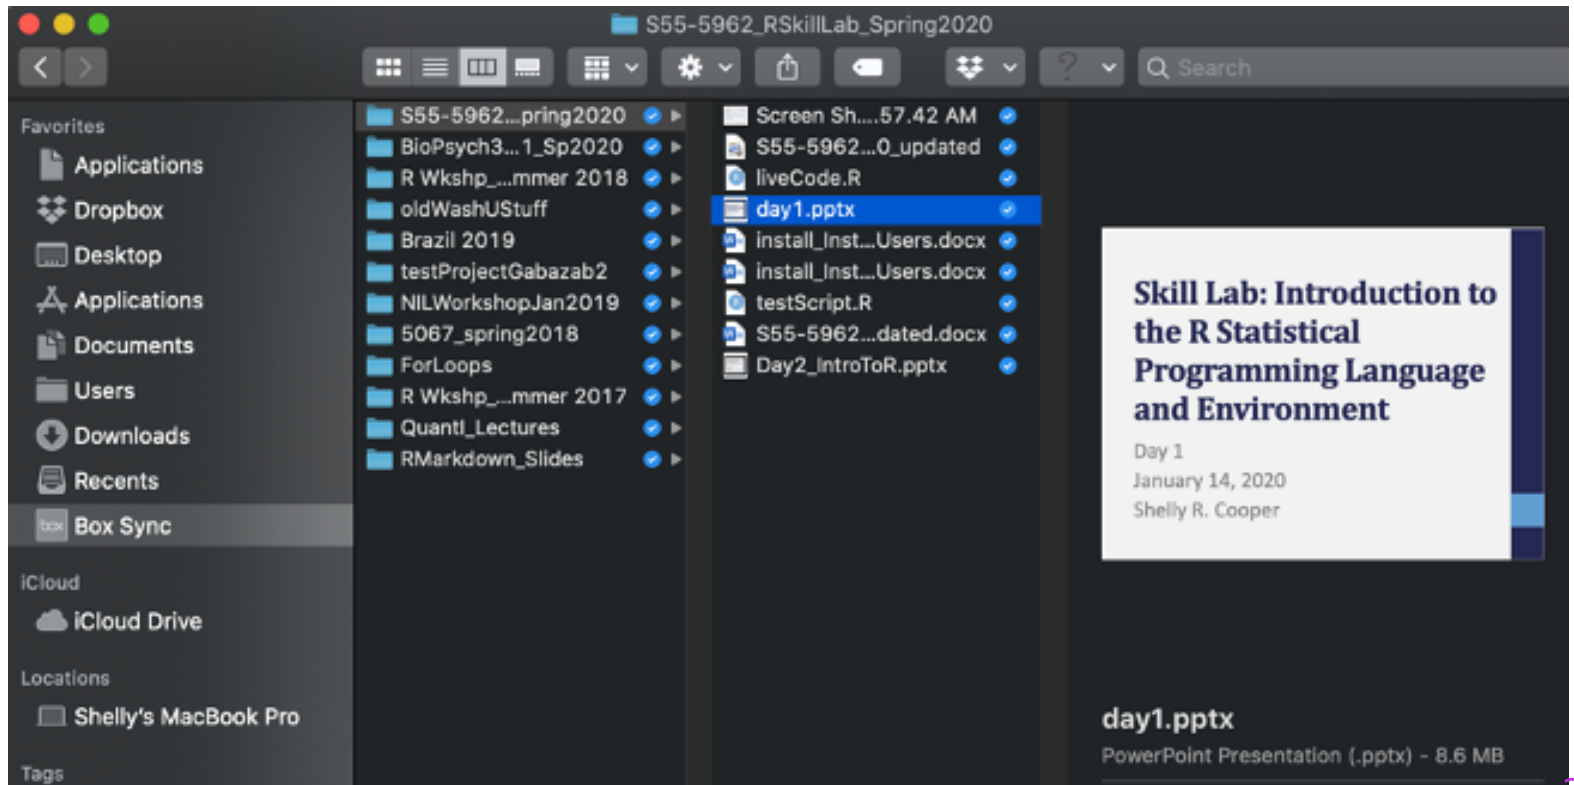 S55-5962_RSkillLab_Spring2020
Search
Favorites
Applications
Dropbox
Desktop
Applications
Documents
Users
Downloads
Recents
box Box Sync
iCloud
iCloud Drive
Locations
Shelly's MacBook Pro
Tags
S55-5962...pring2020
BioPsych3...1_Sp2020
R Wkshp_...mmer 2018
oldWashUStuff
Brazil 2019
testProjectGabazab2
NILWorkshopJan2019
5067_spring2018
ForLoops
R Wkshp_...mmer 2017
QuantI_Lectures
RMarkdown_Slides
Screen Sh....57.42 AM
S55-5962...0_updated
liveCode.R
day1.pptx
install_Inst...Users.docx
install_Inst...Users.docx
testScript.R
S55-5962...dated.docx
Day2_IntroToR.pptx
Skill Lab: Introduction to
the R Statistical
Programming Language
and Environment
Day 1
January 14, 2020
Shelly R. Cooper
day1.pptx
PowerPoint Presentation (.pptx) - 8.6 MB